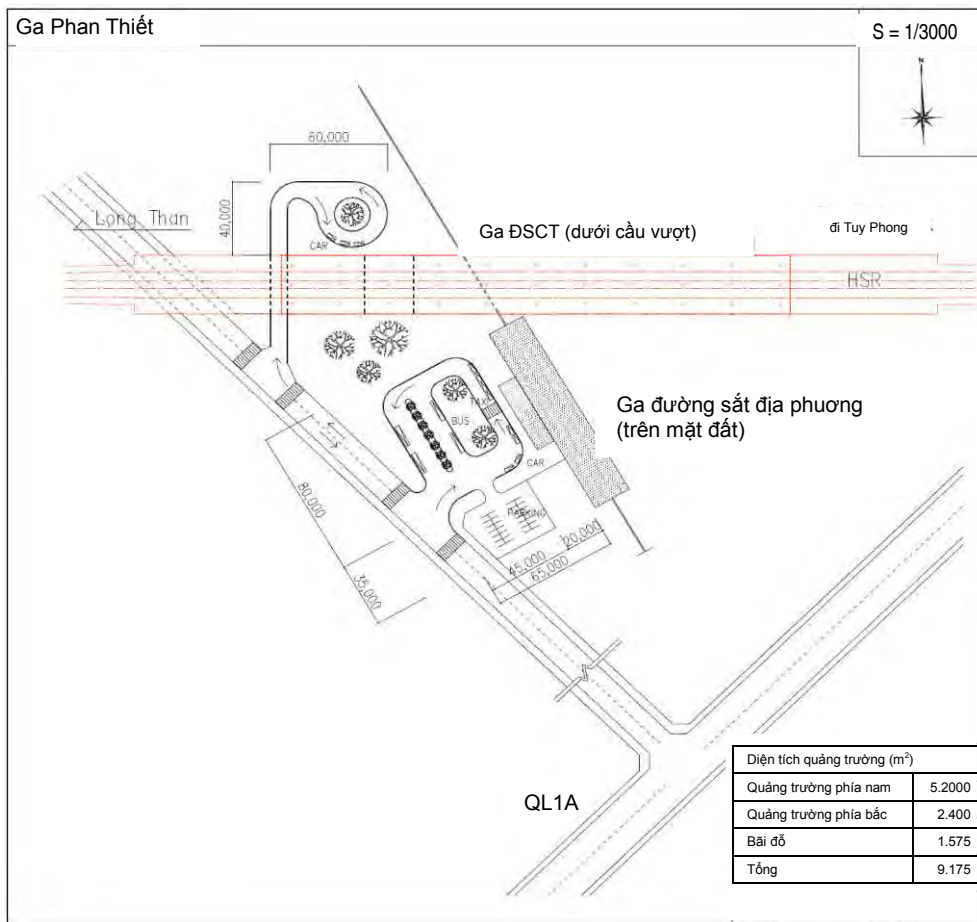 Ga Phan Thiết
S = 1/3000
N
60,000
40,000
Long Than
CAR
Ga ĐSCT (dưới cầu vượt)
đi Tuy Phong
HSR
TAXI
BUS
Ga đường sắt địa phương
(trên mặt đất)
CAR
PARKING
80,000
35,000
45,000
20,000
65,000
QL1A
Diện tích quảng trường (m²)
Quảng trường phía nam 5.2000
Quảng trường phía bắc 2.400
Bãi đỗ 1.575
Tổng 9.175